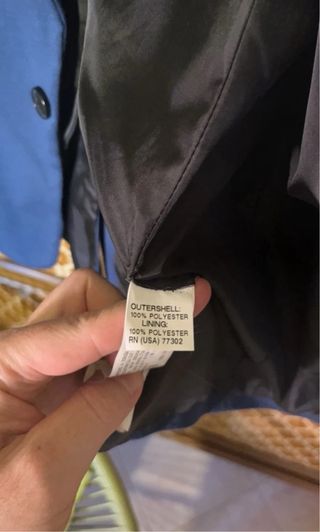 OUTERSHELL:
100% POLYESTER
LINING:
100% POLYESTER
RN (USA) 77302